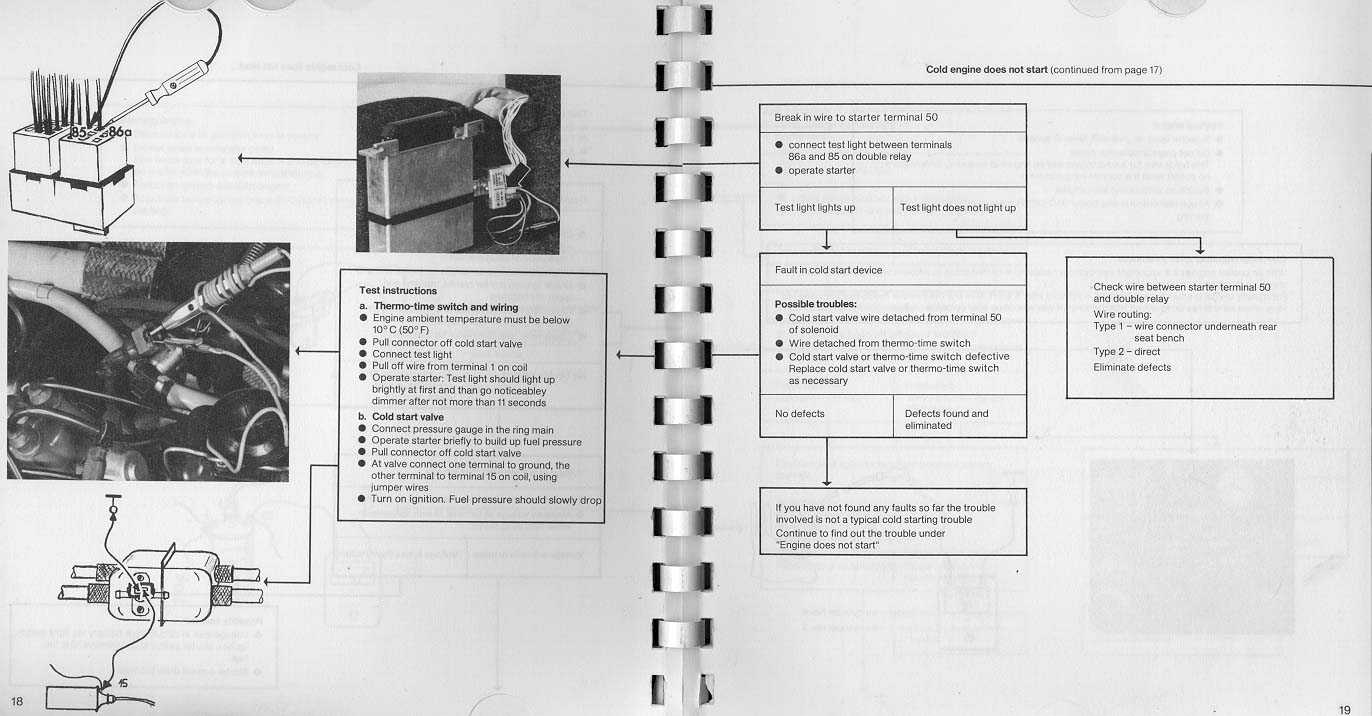 85
86a
Test instructions
a. Thermo-time switch and wiring
● Engine ambient temperature must be below
10° C (50° F)
● Pull connector off cold start valve
● Connect test light
● Pull off wire from terminal 1 on coil
● Operate starter: Test light should light up
brightly at first and than go noticeabley
dimmer after not more than 11 seconds
b. Cold start valve
● Connect pressure gauge in the ring main
● Operate starter briefly to build up fuel pressure
● Pull connector off cold start valve
● At valve connect one terminal to ground, the
other terminal to terminal 15 on coil, using
jumper wires
● Turn on ignition. Fuel pressure should slowly drop
15
18
Cold engine does not start (continued from page 17)
Break in wire to starter terminal 50
● connect test light between terminals
86a and 85 on double relay
● operate starter
Test light lights up
Test light does not light up
Fault in cold start device
Possible troubles:
● Cold start valve wire detached from terminal 50
of solenoid
● Wire detached from thermo-time switch
● Cold start valve or thermo-time switch defective
Replace cold start valve or thermo-time switch
as necessary
No defects
Defects found and
eliminated
Check wire between starter terminal 50
and double relay
Wire routing:
Type 1 – wire connector underneath rear
seat bench
Type 2 – direct
Eliminate defects
If you have not found any faults so far the trouble
involved is not a typical cold starting trouble
Continue to find out the trouble under
"Engine does not start"
19